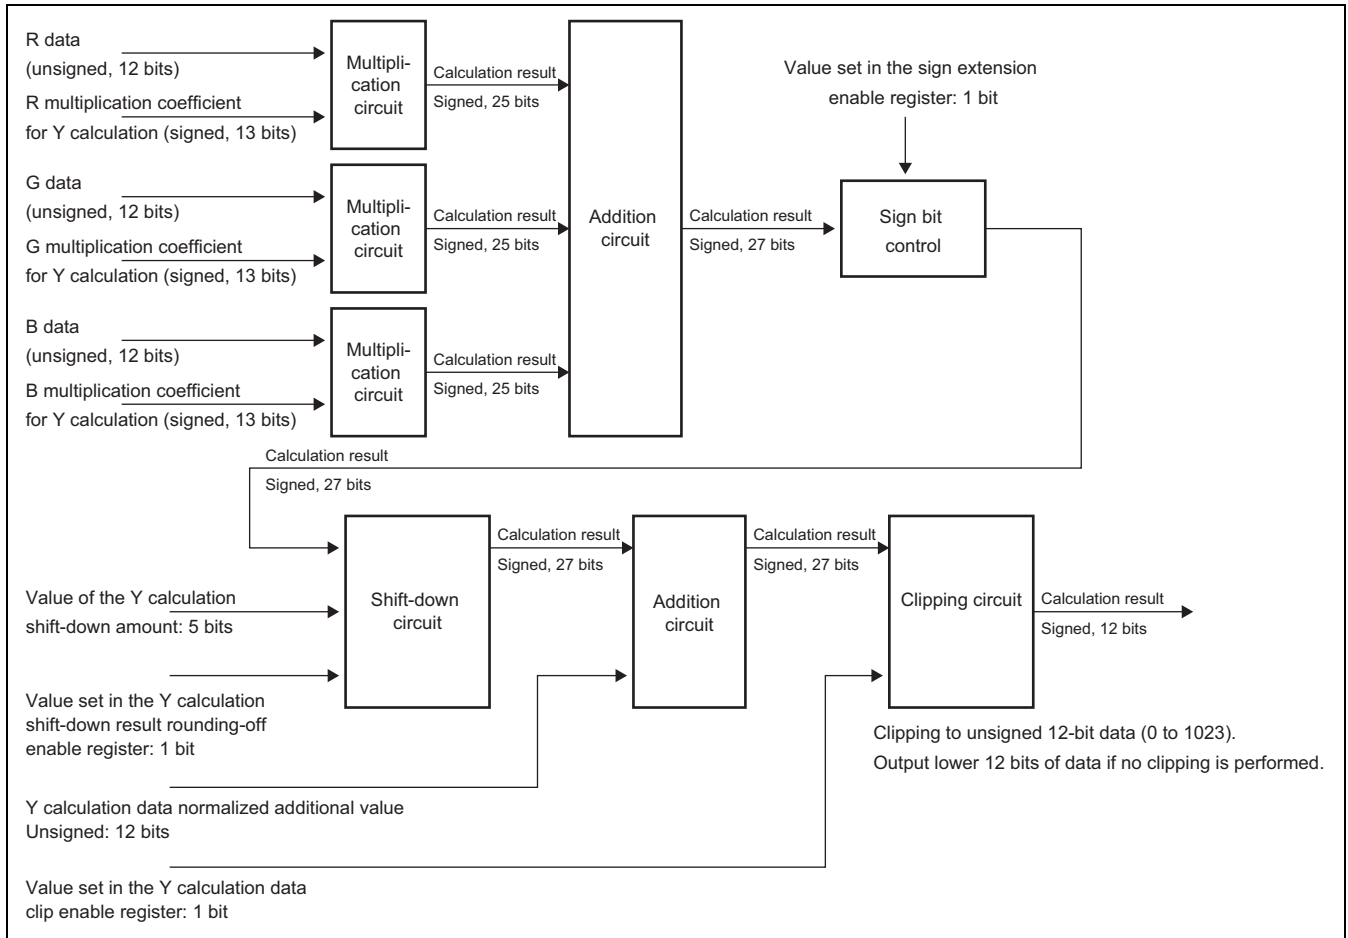 R data
(unsigned, 12 bits)
R multiplication coefficient
for Y calculation (signed, 13 bits)
Multipli-
cation
circuit
Calculation result
Signed, 25 bits
G data
(unsigned, 12 bits)
G multiplication coefficient
for Y calculation (signed, 13 bits)
Multipli-
cation
circuit
Calculation result
Signed, 25 bits
B data
(unsigned, 12 bits)
B multiplication coefficient
for Y calculation (signed, 13 bits)
Multipli-
cation
circuit
Calculation result
Signed, 25 bits
Addition
circuit
Calculation result
Signed, 27 bits
Value set in the sign extension
enable register: 1 bit
Sign bit
control
Calculation result
Signed, 27 bits
Value of the Y calculation
shift-down amount: 5 bits
Value set in the Y calculation
shift-down result rounding-off
enable register: 1 bit
Shift-down
circuit
Calculation result
Signed, 27 bits
Addition
circuit
Calculation result
Signed, 27 bits
Clipping circuit
Calculation result
Signed, 12 bits
Clipping to unsigned 12-bit data (0 to 1023).
Output lower 12 bits of data if no clipping is performed.
Y calculation data normalized additional value
Unsigned: 12 bits
Value set in the Y calculation data
clip enable register: 1 bit